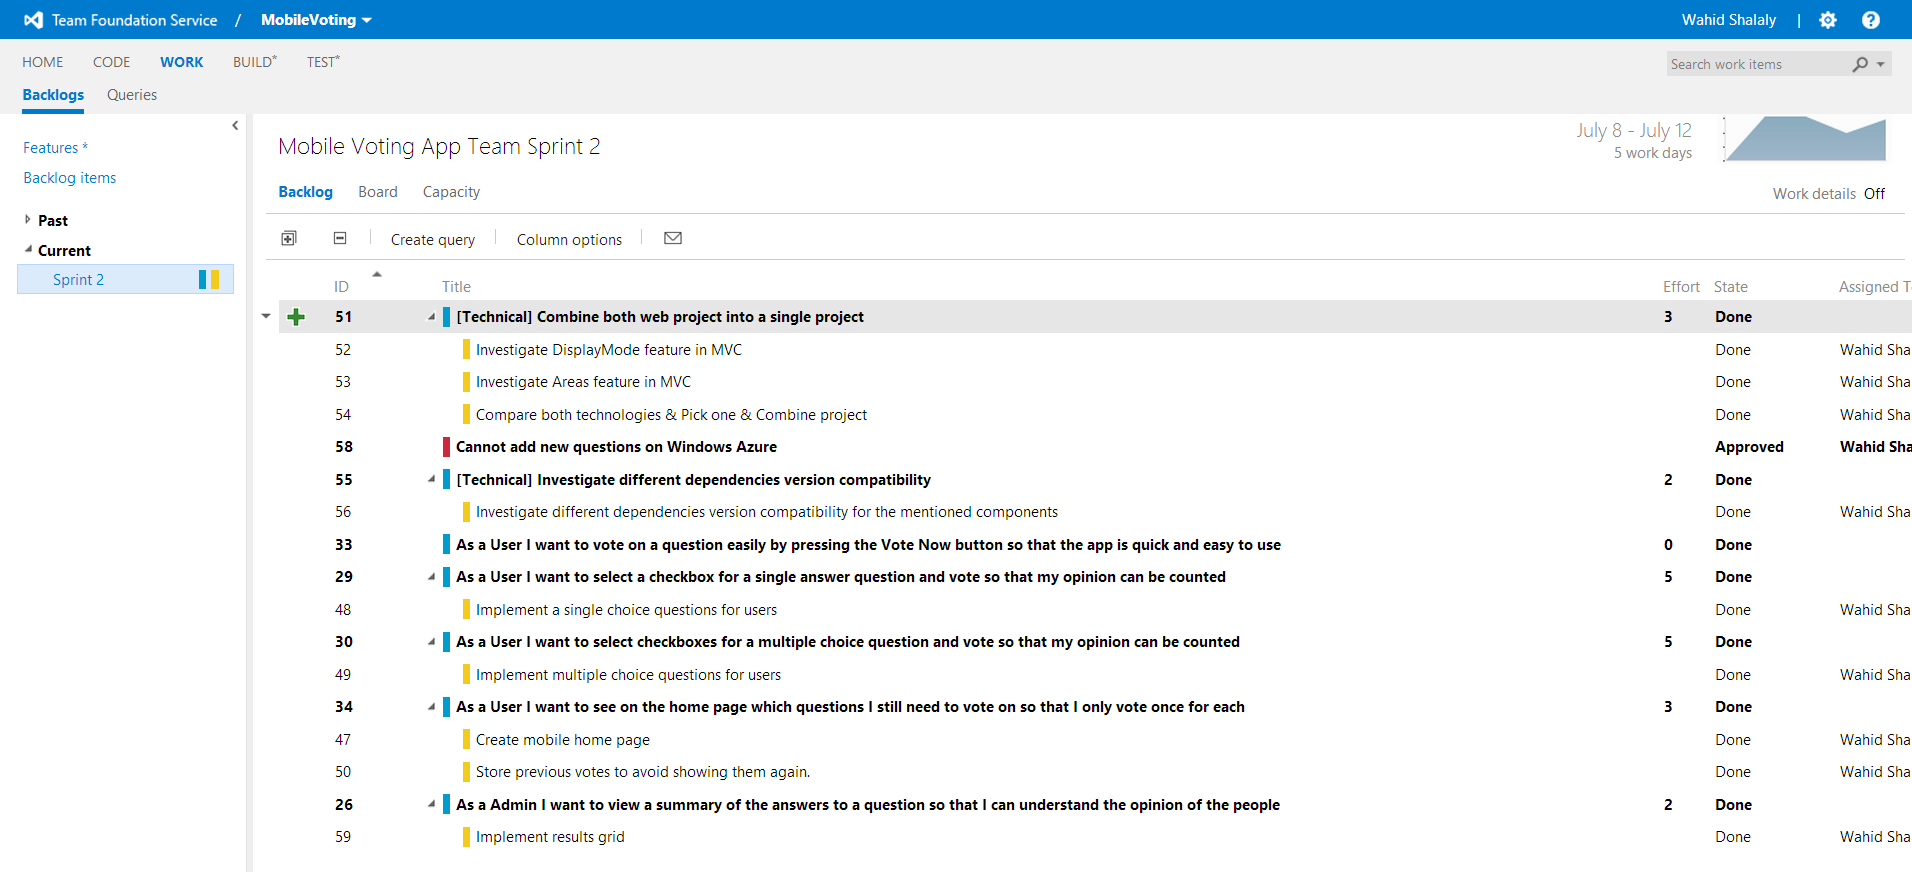 Team Foundation Service / MobileVoting Wahid Shalaly |
HOME CODE WORK BUILD* TEST* Search work items
Backlogs Queries
Features *
Backlog items
Past
Current
Sprint 2
Mobile Voting App Team Sprint 2 July 8 - July 12
5 work days
Backlog Board Capacity Work details Off
Create query Column options
ID Title Effort State Assigned T
51 [Technical] Combine both web project into a single project 3 Done
52 Investigate DisplayMode feature in MVC Done Wahid Sha
53 Investigate Areas feature in MVC Done Wahid Sha
54 Compare both technologies & Pick one & Combine project Done Wahid Sha
58 Cannot add new questions on Windows Azure Approved Wahid Sha
55 [Technical] Investigate different dependencies version compatibility 2 Done
56 Investigate different dependencies version compatibility for the mentioned components Done Wahid Sha
33 As a User I want to vote on a question easily by pressing the Vote Now button so that the app is quick and easy to use 0 Done
29 As a User I want to select a checkbox for a single answer question and vote so that my opinion can be counted 5 Done
48 Implement a single choice questions for users Done Wahid Sha
30 As a User I want to select checkboxes for a multiple choice question and vote so that my opinion can be counted 5 Done
49 Implement multiple choice questions for users Done Wahid Sha
34 As a User I want to see on the home page which questions I still need to vote on so that I only vote once for each 3 Done
47 Create mobile home page Done Wahid Sha
50 Store previous votes to avoid showing them again. Done Wahid Sha
26 As a Admin I want to view a summary of the answers to a question so that I can understand the opinion of the people 2 Done
59 Implement results grid Done Wahid Sha